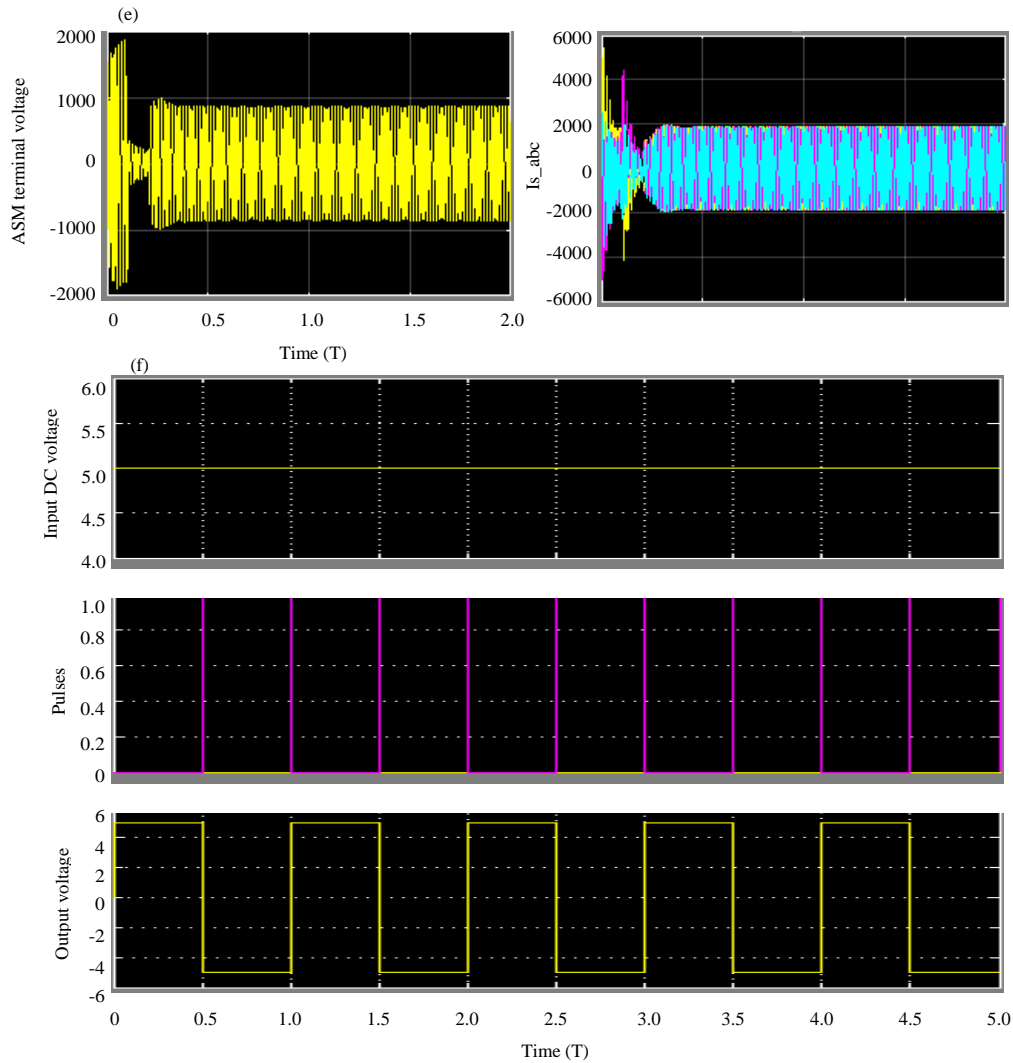 (e)
ASM terminal voltage
2000
1000
0
-1000
-2000
0 0.5 1.0 1.5 2.0
Time (T)
Is_abc
6000
4000
2000
0
-2000
-4000
-6000
(f)
Input DC voltage
6.0
5.5
5.0
4.5
4.0
Pulses
1.0
0.8
0.6
0.4
0.2
0
Output voltage
6
4
2
0
-2
-4
-6
0 0.5 1.0 1.5 2.0 2.5 3.0 3.5 4.0 4.5 5.0
Time (T)